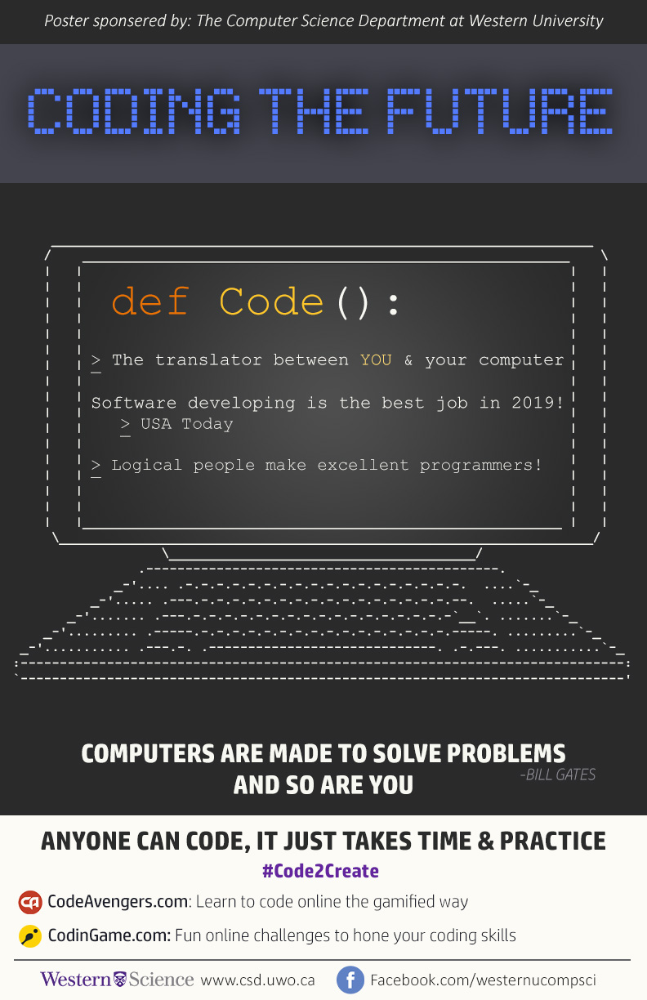 Poster sponsered by: The Computer Science Department at Western University
CODING THE FUTURE
def Code():
> The translator between YOU & your computer
Software developing is the best job in 2019!
> USA Today
> Logical people make excellent programmers!
COMPUTERS ARE MADE TO SOLVE PROBLEMS
AND SO ARE YOU
-BILL GATES
ANYONE CAN CODE, IT JUST TAKES TIME & PRACTICE
#Code2Create
CA CodeAvengers.com: Learn to code online the gamified way
CodinGame.com: Fun online challenges to hone your coding skills
Western Science www.csd.uwo.ca f Facebook.com/westernucompsci